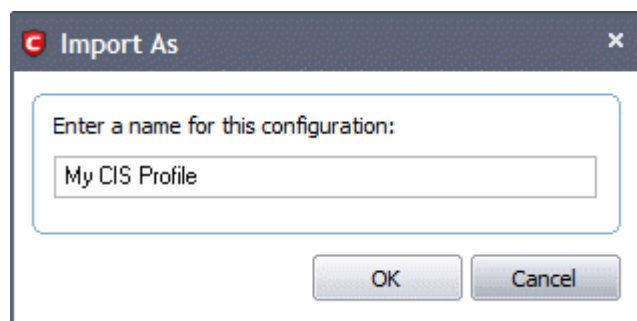 Import As
Enter a name for this configuration:
My CIS Profile
OK Cancel